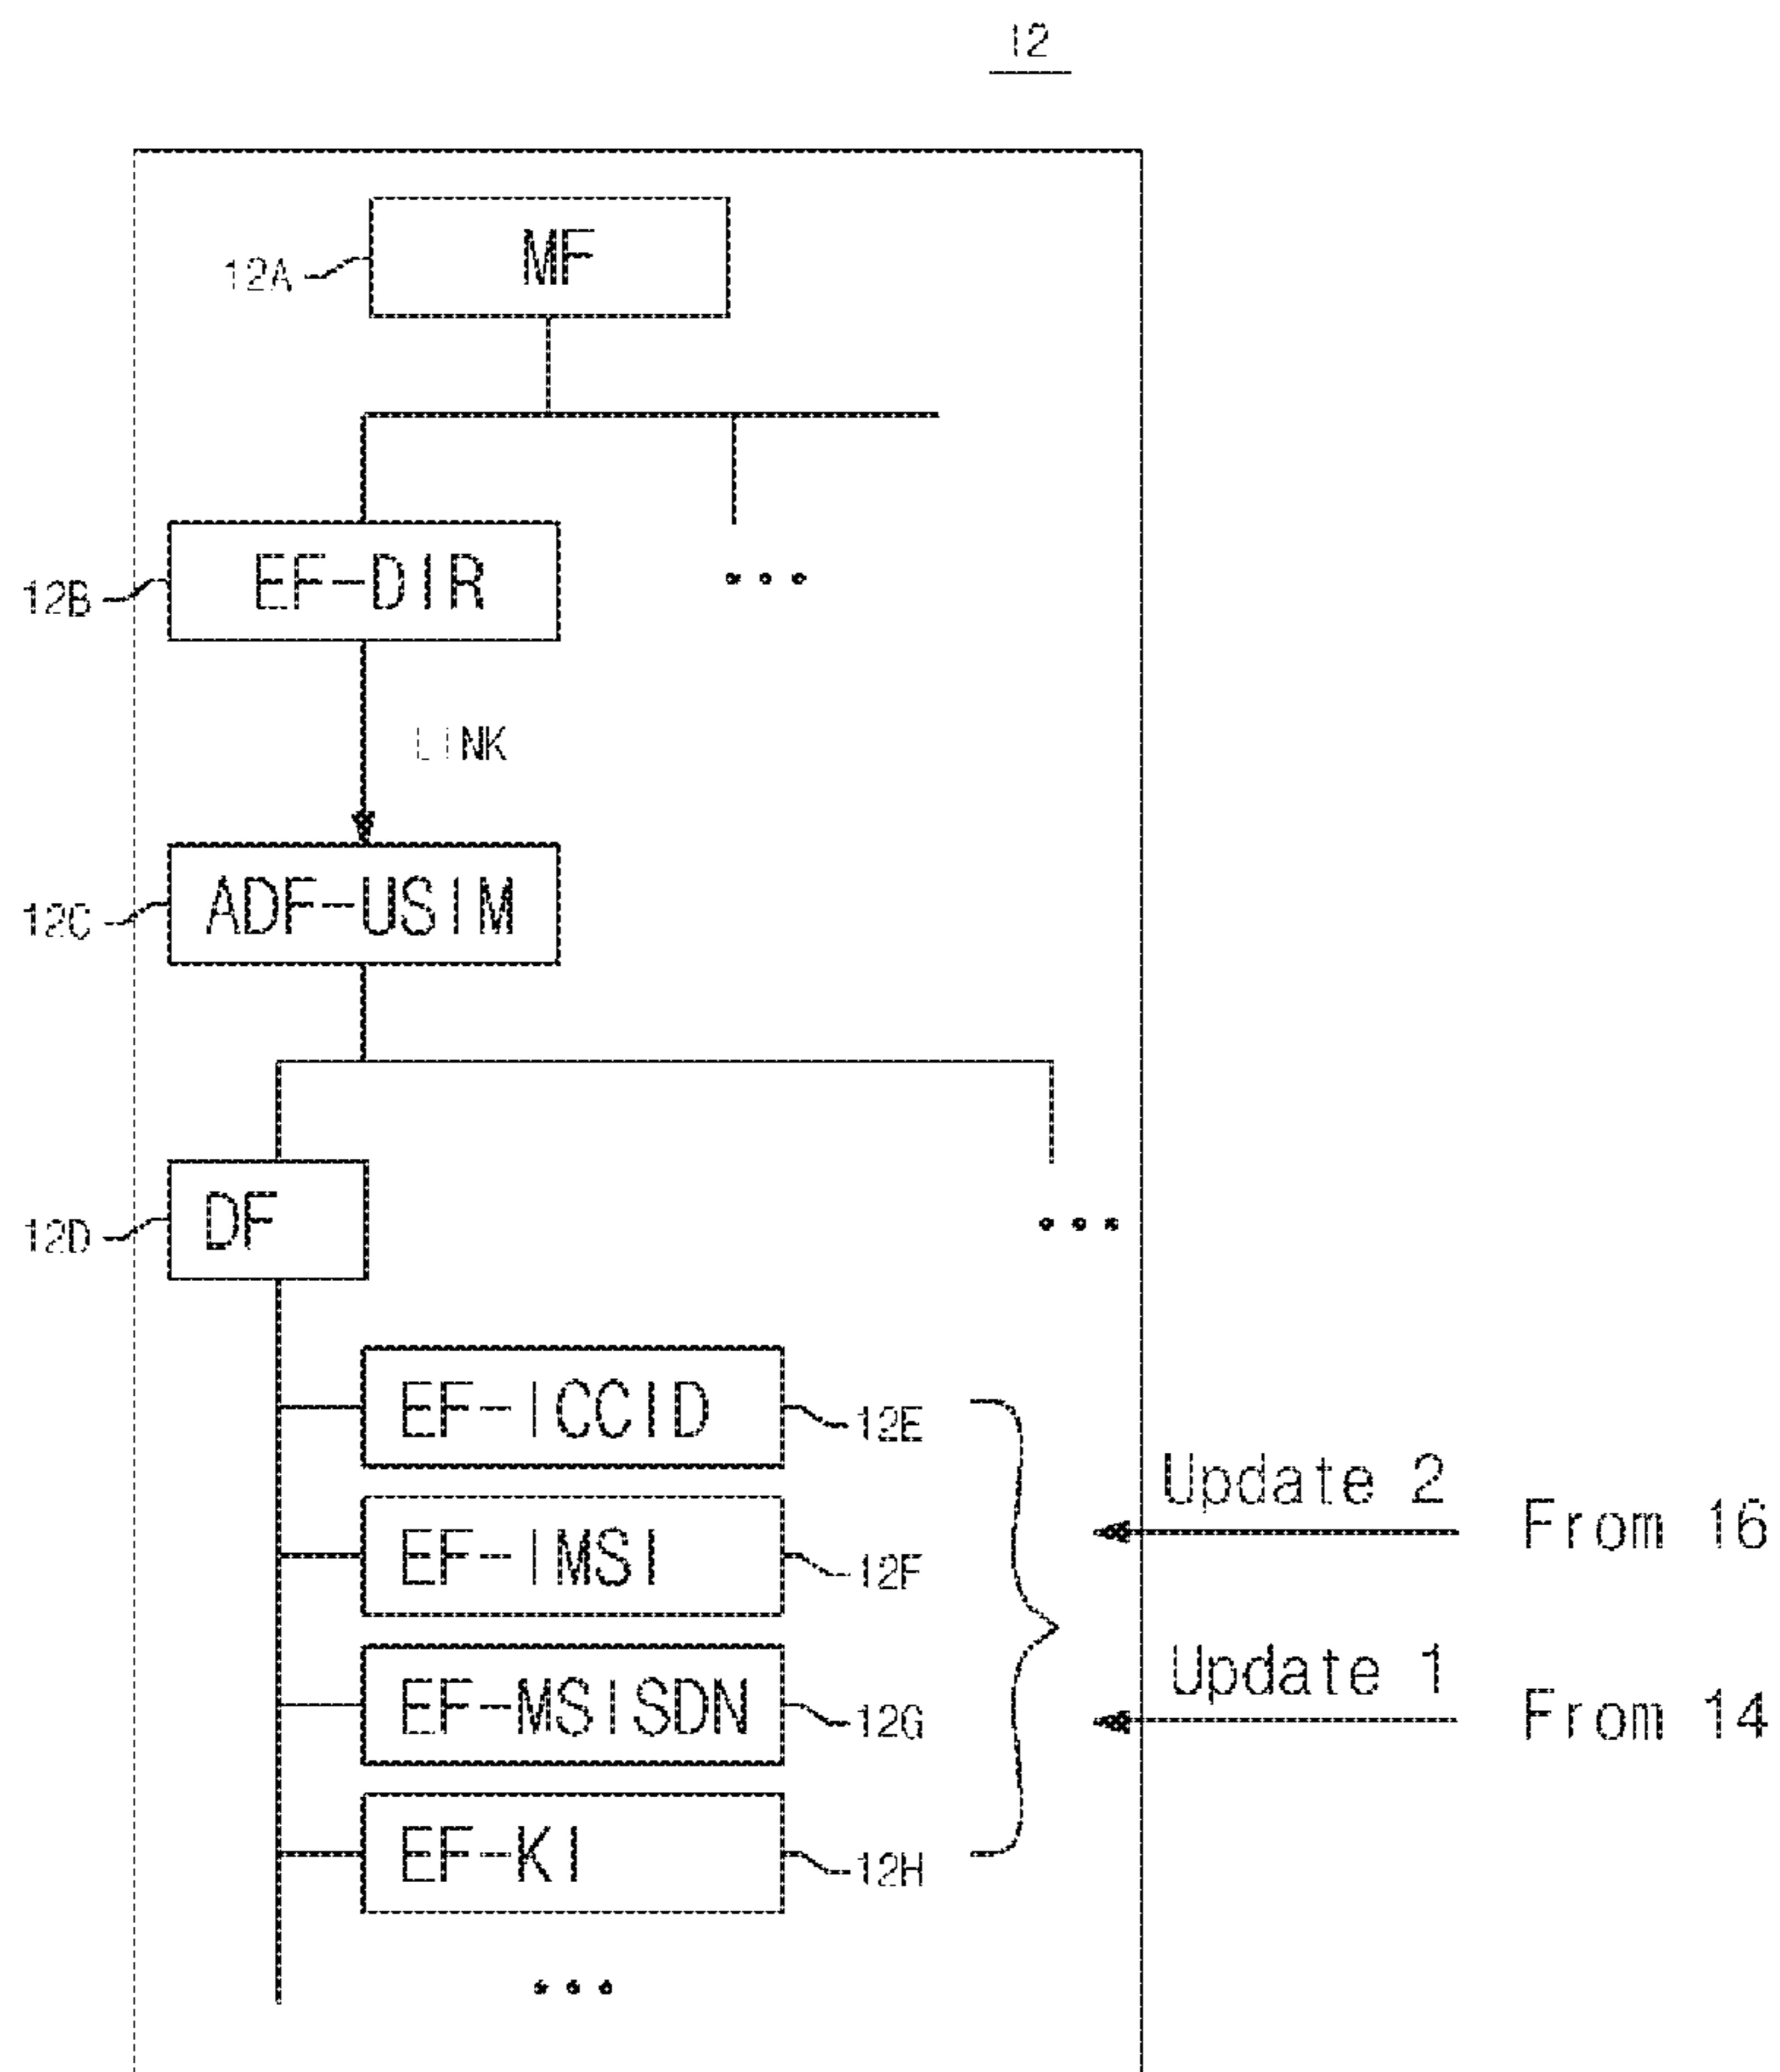 12
MF
12A
EF-DIR
...
12B
LINK
ADF-USIM
12C
DF
...
12D
EF-ICCID
12E
Update 2
From 16
EF-IMSI
12F
Update 1
From 14
EF-MSISDN
12G
EF-KI
12H
...